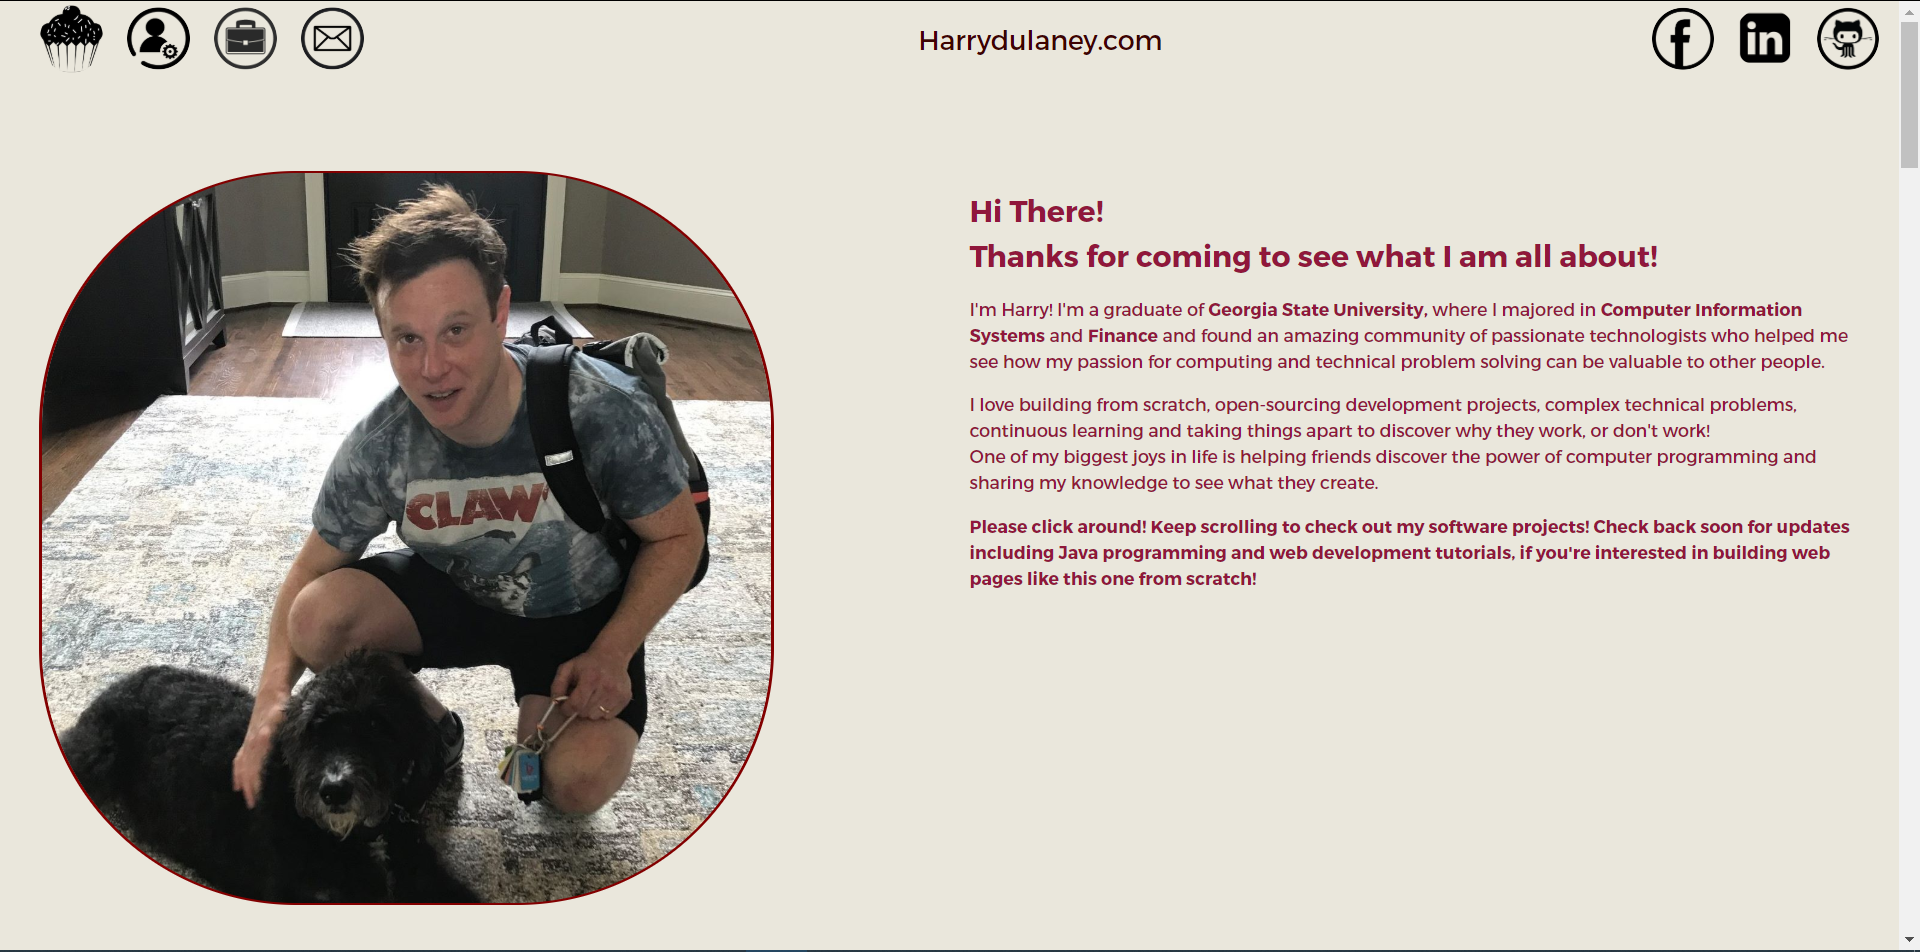 Harrydulaney.com
f
in
Hi There!
Thanks for coming to see what I am all about!
I'm Harry! I'm a graduate of Georgia State University, where I majored in Computer Information
Systems and Finance and found an amazing community of passionate technologists who helped me
see how my passion for computing and technical problem solving can be valuable to other people.
I love building from scratch, open-sourcing development projects, complex technical problems,
continuous learning and taking things apart to discover why they work, or don't work!
One of my biggest joys in life is helping friends discover the power of computer programming and
sharing my knowledge to see what they create.
Please click around! Keep scrolling to check out my software projects! Check back soon for updates
including Java programming and web development tutorials, if you're interested in building web
pages like this one from scratch!
CLAW